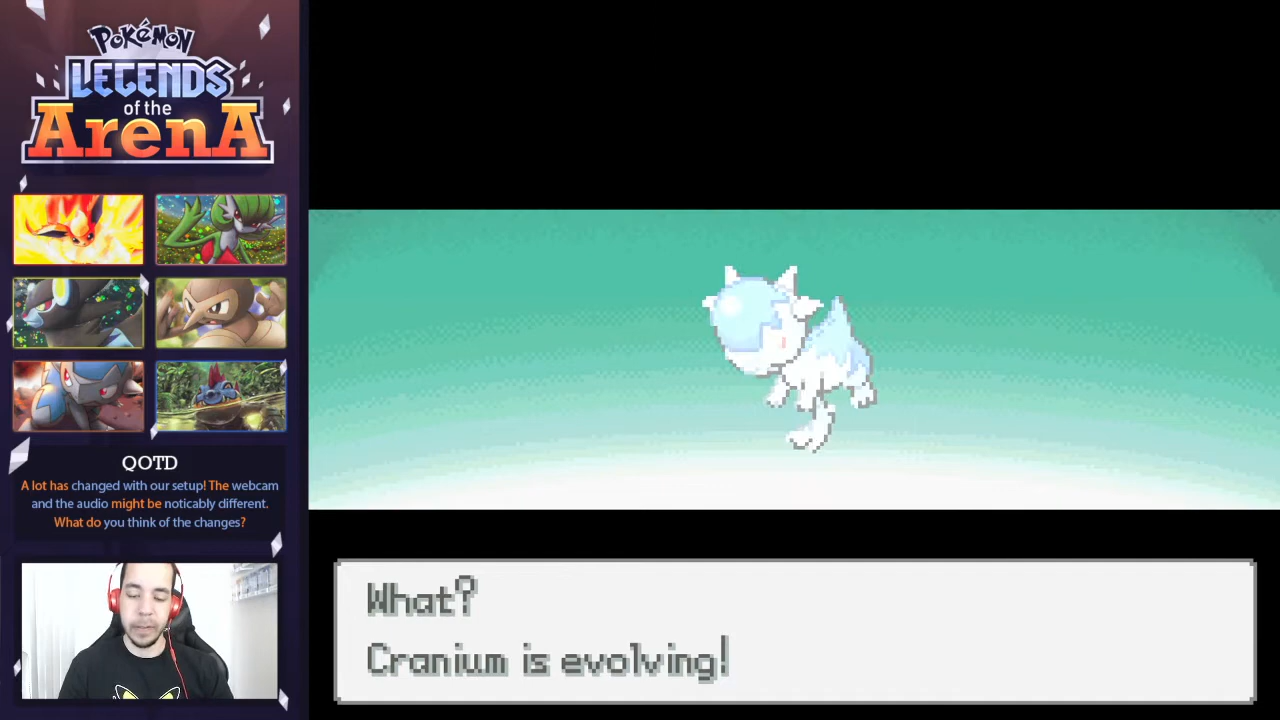 POKéMON
LEGENDS
of the
ArenA
QOTD
A lot has changed with our setup! The webcam
and the audio might be noticably different.
What do you think of the changes?
What?
Cranium is evolving!